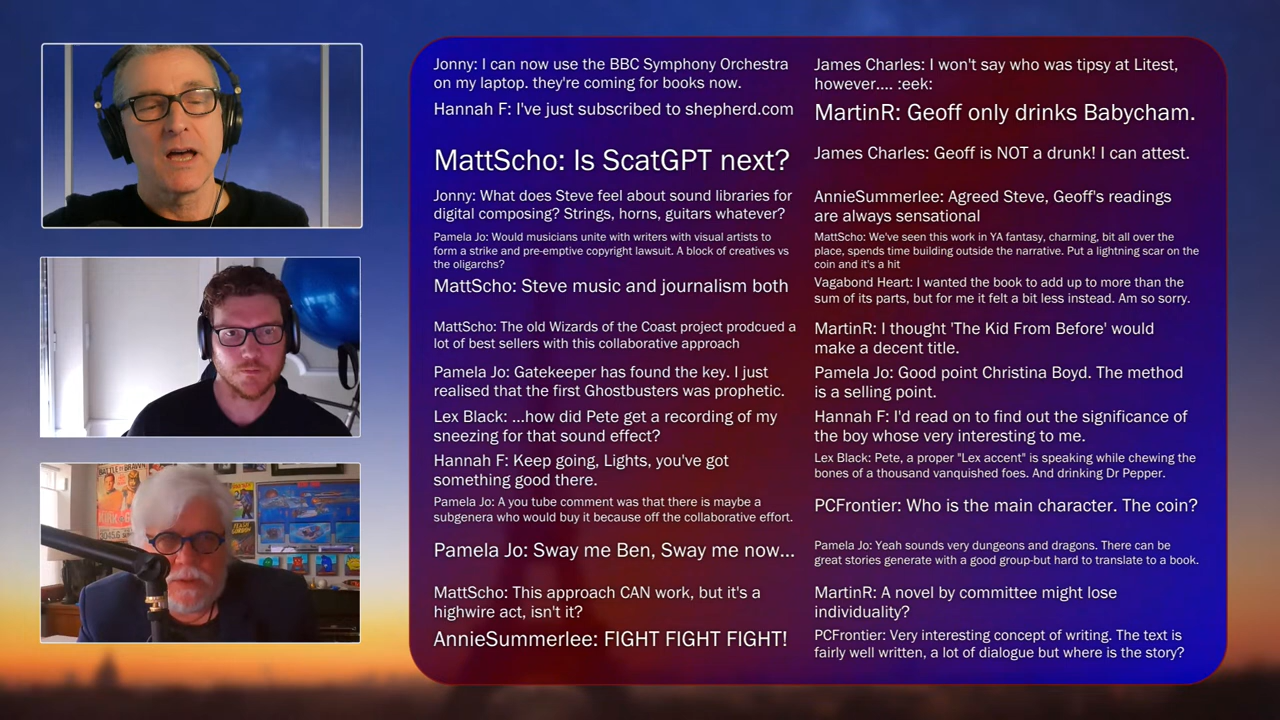 Jonny: I can now use the BBC Symphony Orchestra
on my laptop. they're coming for books now.
Hannah F: I've just subscribed to shepherd.com
MattScho: Is ScatGPT next?
Jonny: What does Steve feel about sound libraries for
digital composing? Strings, horns, guitars whatever?
Pamela Jo: Would musicians unite with writers with visual artists to
form a strike and pre-emptive copyright lawsuit. A block of creatives vs
the oligarchs?
MattScho: Steve music and journalism both
MattScho: The old Wizards of the Coast project prodcued a
lot of best sellers with this collaborative approach
Pamela Jo: Gatekeeper has found the key. I just
realised that the first Ghostbusters was prophetic.
Lex Black: ...how did Pete get a recording of my
sneezing for that sound effect?
Hannah F: Keep going, Lights, you've got
something good there.
Pamela Jo: A you tube comment was that there is maybe a
subgenera who would buy it because off the collaborative effort.
Pamela Jo: Sway me Ben, Sway me now...
MattScho: This approach CAN work, but it's a
highwire act, isn't it?
AnnieSummerlee: FIGHT FIGHT FIGHT!
James Charles: I won't say who was tipsy at Litest,
however.... :eek:
MartinR: Geoff only drinks Babycham.
James Charles: Geoff is NOT a drunk! I can attest.
AnnieSummerlee: Agreed Steve, Geoff's readings
are always sensational
MattScho: We've seen this work in YA fantasy, charming, bit all over the
place, spends time building outside the narrative. Put a lightning scar on the
coin and it's a hit
Vagabond Heart: I wanted the book to add up to more than the
sum of its parts, but for me it felt a bit less instead. Am so sorry.
MartinR: I thought 'The Kid From Before' would
make a decent title.
Pamela Jo: Good point Christina Boyd. The method
is a selling point.
Hannah F: I'd read on to find out the significance of
the boy whose very interesting to me.
Lex Black: Pete, a proper "Lex accent" is speaking while chewing the
bones of a thousand vanquished foes. And drinking Dr Pepper.
PCFrontier: Who is the main character. The coin?
Pamela Jo: Yeah sounds very dungeons and dragons. There can be
great stories generate with a good group-but hard to translate to a book.
MartinR: A novel by committee might lose
individuality?
PCFrontier: Very interesting concept of writing. The text is
fairly well written, a lot of dialogue but where is the story?